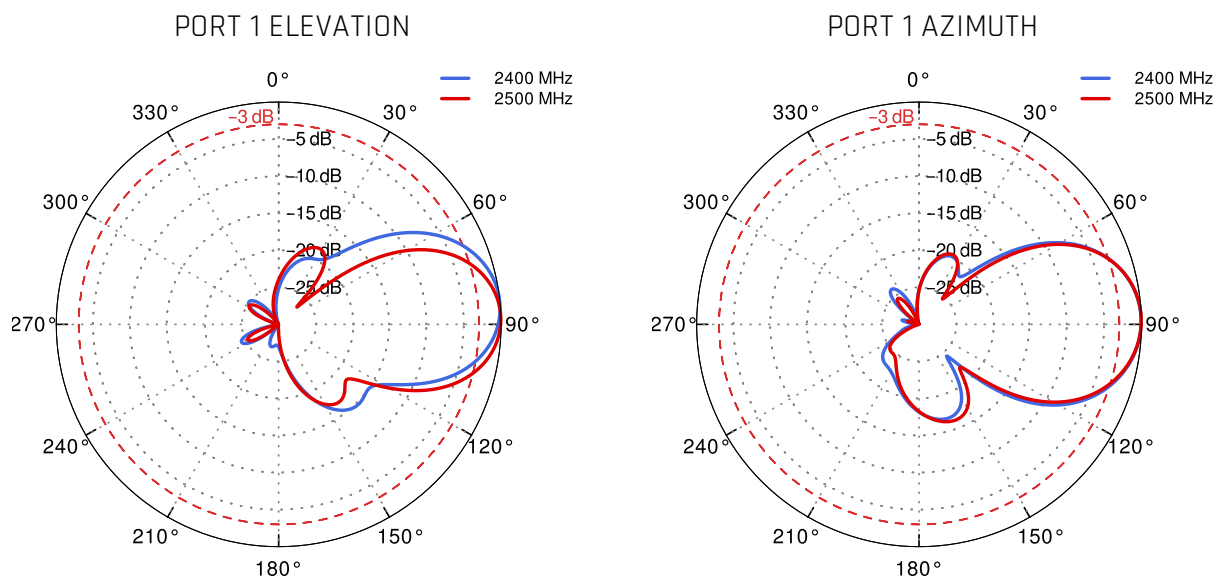 PORT 1 ELEVATION
2400 MHz
2500 MHz
0°
30°
60°
90°
120°
150°
180°
210°
240°
270°
300°
330°
−3 dB
−5 dB
−10 dB
−15 dB
−20 dB
−25 dB
PORT 1 AZIMUTH
2400 MHz
2500 MHz
0°
30°
60°
90°
120°
150°
180°
210°
240°
270°
300°
330°
−3 dB
−5 dB
−10 dB
−15 dB
−20 dB
−25 dB